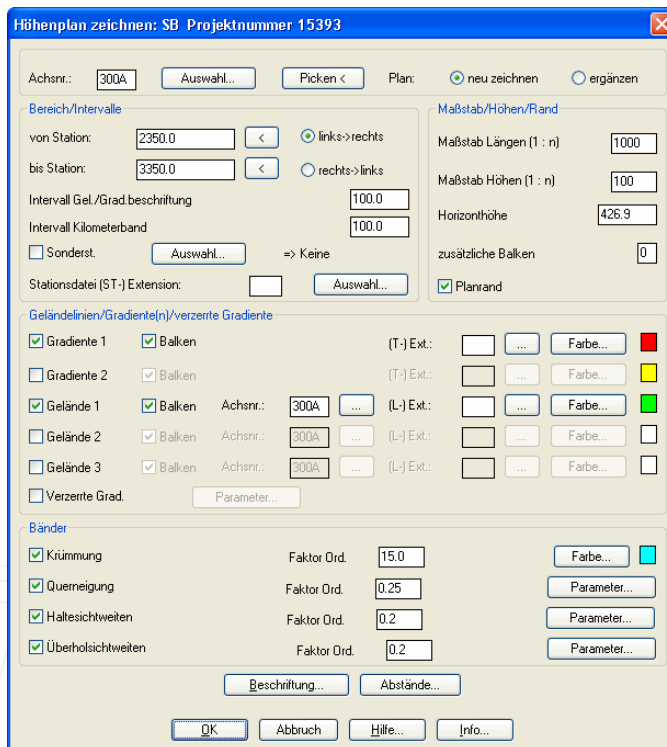 Höhenplan zeichnen: SB Projektnummer 15393
Achsnr.: 300A Auswahl... Picken < Plan: neu zeichnen ergänzen
Bereich/Intervalle
von Station: 2350.0 < links->rechts
bis Station: 3350.0 < rechts->links
Intervall Gel./Grad.beschriftung 100.0
Intervall Kilometerband 100.0
Sonderst. Auswahl... => Keine
Stationsdatei (ST-) Extension: Auswahl...
Maßstab/Höhen/Rand
Maßstab Längen (1 : n) 1000
Maßstab Höhen (1 : n) 100
Horizonthöhe 426.9
zusätzliche Balken 0
Planrand
Geländelinien/Gradiente(n)/verzerrte Gradiente
Gradiente 1 Balken (T-) Ext.: ... Farbe...
Gradiente 2 Balken (T-) Ext.: ... Farbe...
Gelände 1 Balken Achsnr.: 300A ... (L-) Ext.: ... Farbe...
Gelände 2 Balken Achsnr.: 300A ... (L-) Ext.: ... Farbe...
Gelände 3 Balken Achsnr.: 300A ... (L-) Ext.: ... Farbe...
Verzerrte Grad. Parameter...
Bänder
Krümmung Faktor Ord. 15.0 Farbe...
Querneigung Faktor Ord. 0.25 Parameter...
Haltesichtweiten Faktor Ord. 0.2 Parameter...
Überholsichtweiten Faktor Ord. 0.2 Parameter...
Beschriftung... Abstände...
OK Abbruch Hilfe... Info...